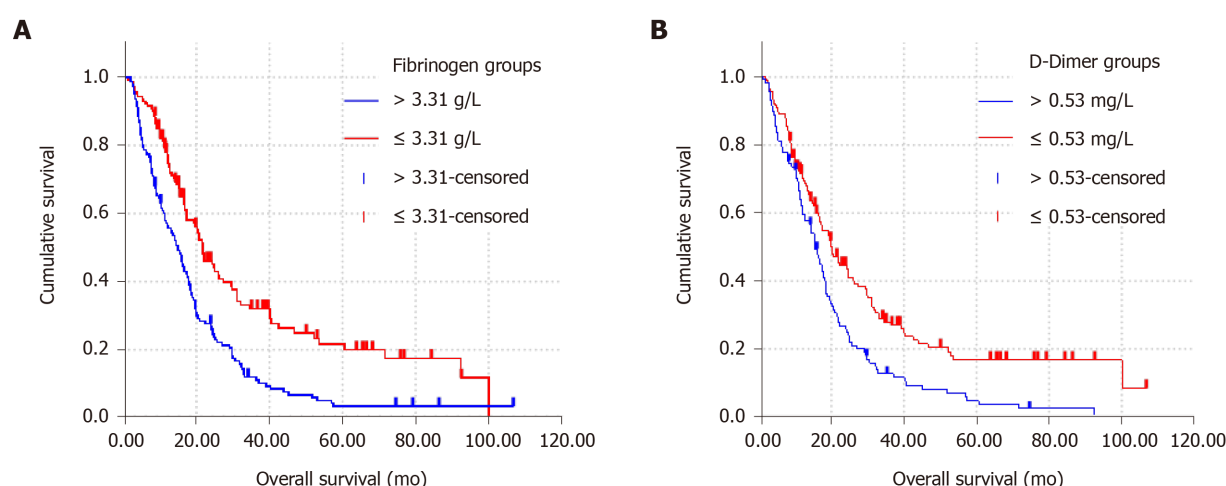 A
Fibrinogen groups
> 3.31 g/L
≤ 3.31 g/L
> 3.31-censored
≤ 3.31-censored
Cumulative survival
1.0
0.8
0.6
0.4
0.2
0.0
0.00 20.00 40.00 60.00 80.00 100.00 120.00
Overall survival (mo)
B
D-Dimer groups
> 0.53 mg/L
≤ 0.53 mg/L
> 0.53-censored
≤ 0.53-censored
Cumulative survival
1.0
0.8
0.6
0.4
0.2
0.0
0.00 20.00 40.00 60.00 80.00 100.00 120.00
Overall survival (mo)